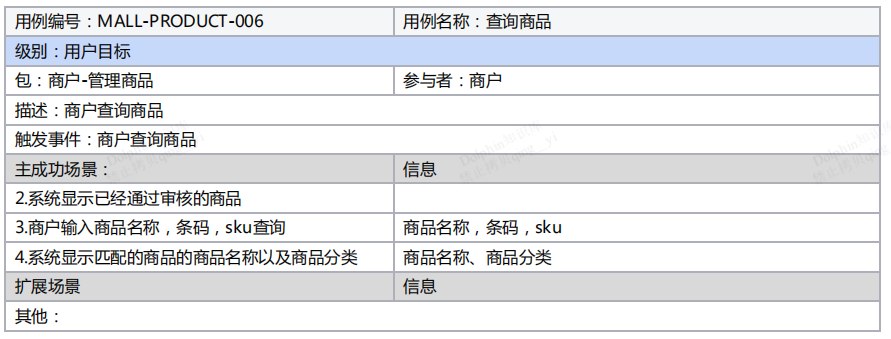 用例编号：MALL-PRODUCT-006 用例名称：查询商品
级别：用户目标
包：商户-管理商品 参与者：商户
描述：商户查询商品
触发事件：商户查询商品
主成功场景： 信息
2.系统显示已经通过审核的商品
3.商户输入商品名称，条码，sku查询 商品名称，条码，sku
4.系统显示匹配的商品的商品名称以及商品分类 商品名称、商品分类
扩展场景 信息
其他：